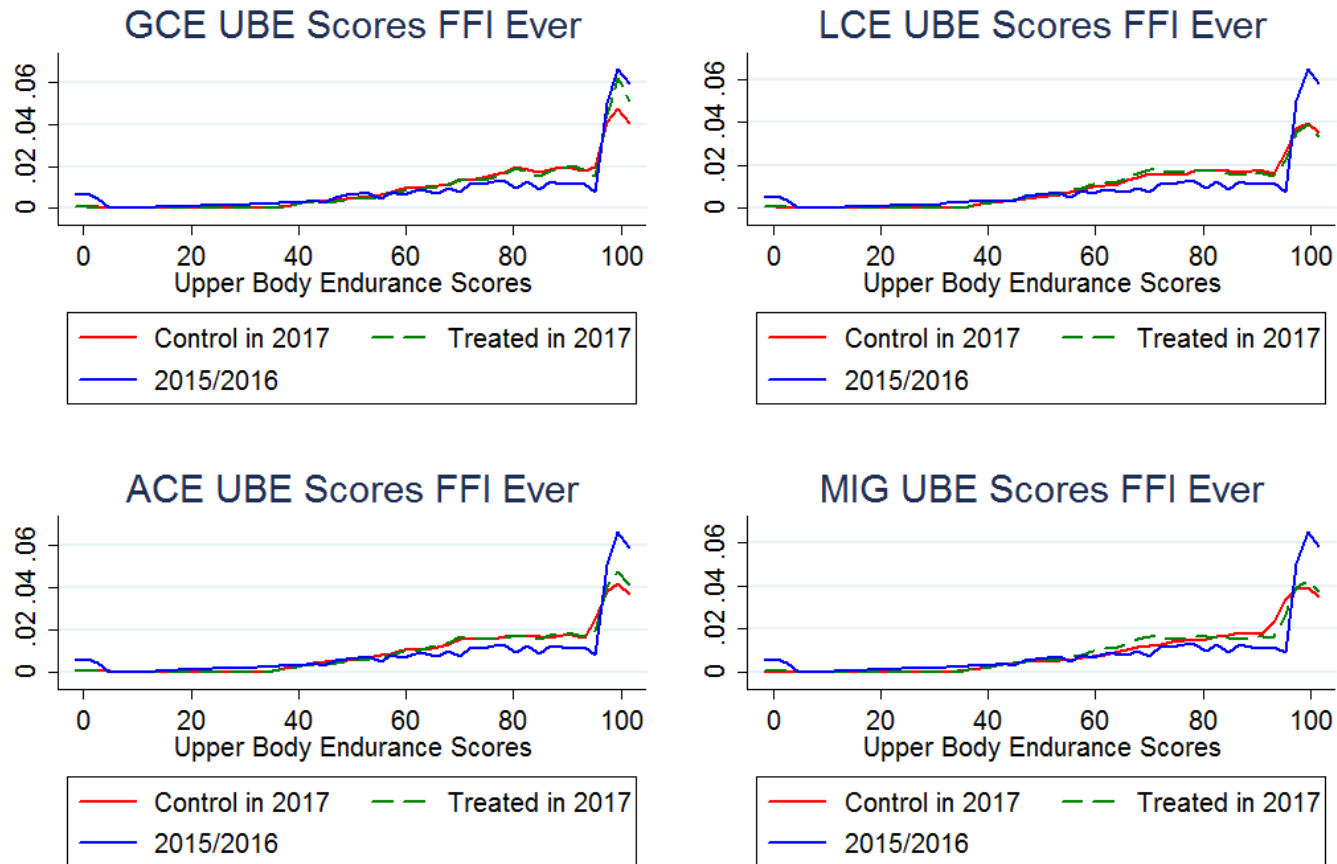 GCE UBE Scores FFI Ever
0 .02 .04 .06
0 20 40 60 80 100
Upper Body Endurance Scores
Control in 2017 Treated in 2017
2015/2016
LCE UBE Scores FFI Ever
0 .02 .04 .06
0 20 40 60 80 100
Upper Body Endurance Scores
Control in 2017 Treated in 2017
2015/2016
ACE UBE Scores FFI Ever
0 .02 .04 .06
0 20 40 60 80 100
Upper Body Endurance Scores
Control in 2017 Treated in 2017
2015/2016
MIG UBE Scores FFI Ever
0 .02 .04 .06
0 20 40 60 80 100
Upper Body Endurance Scores
Control in 2017 Treated in 2017
2015/2016